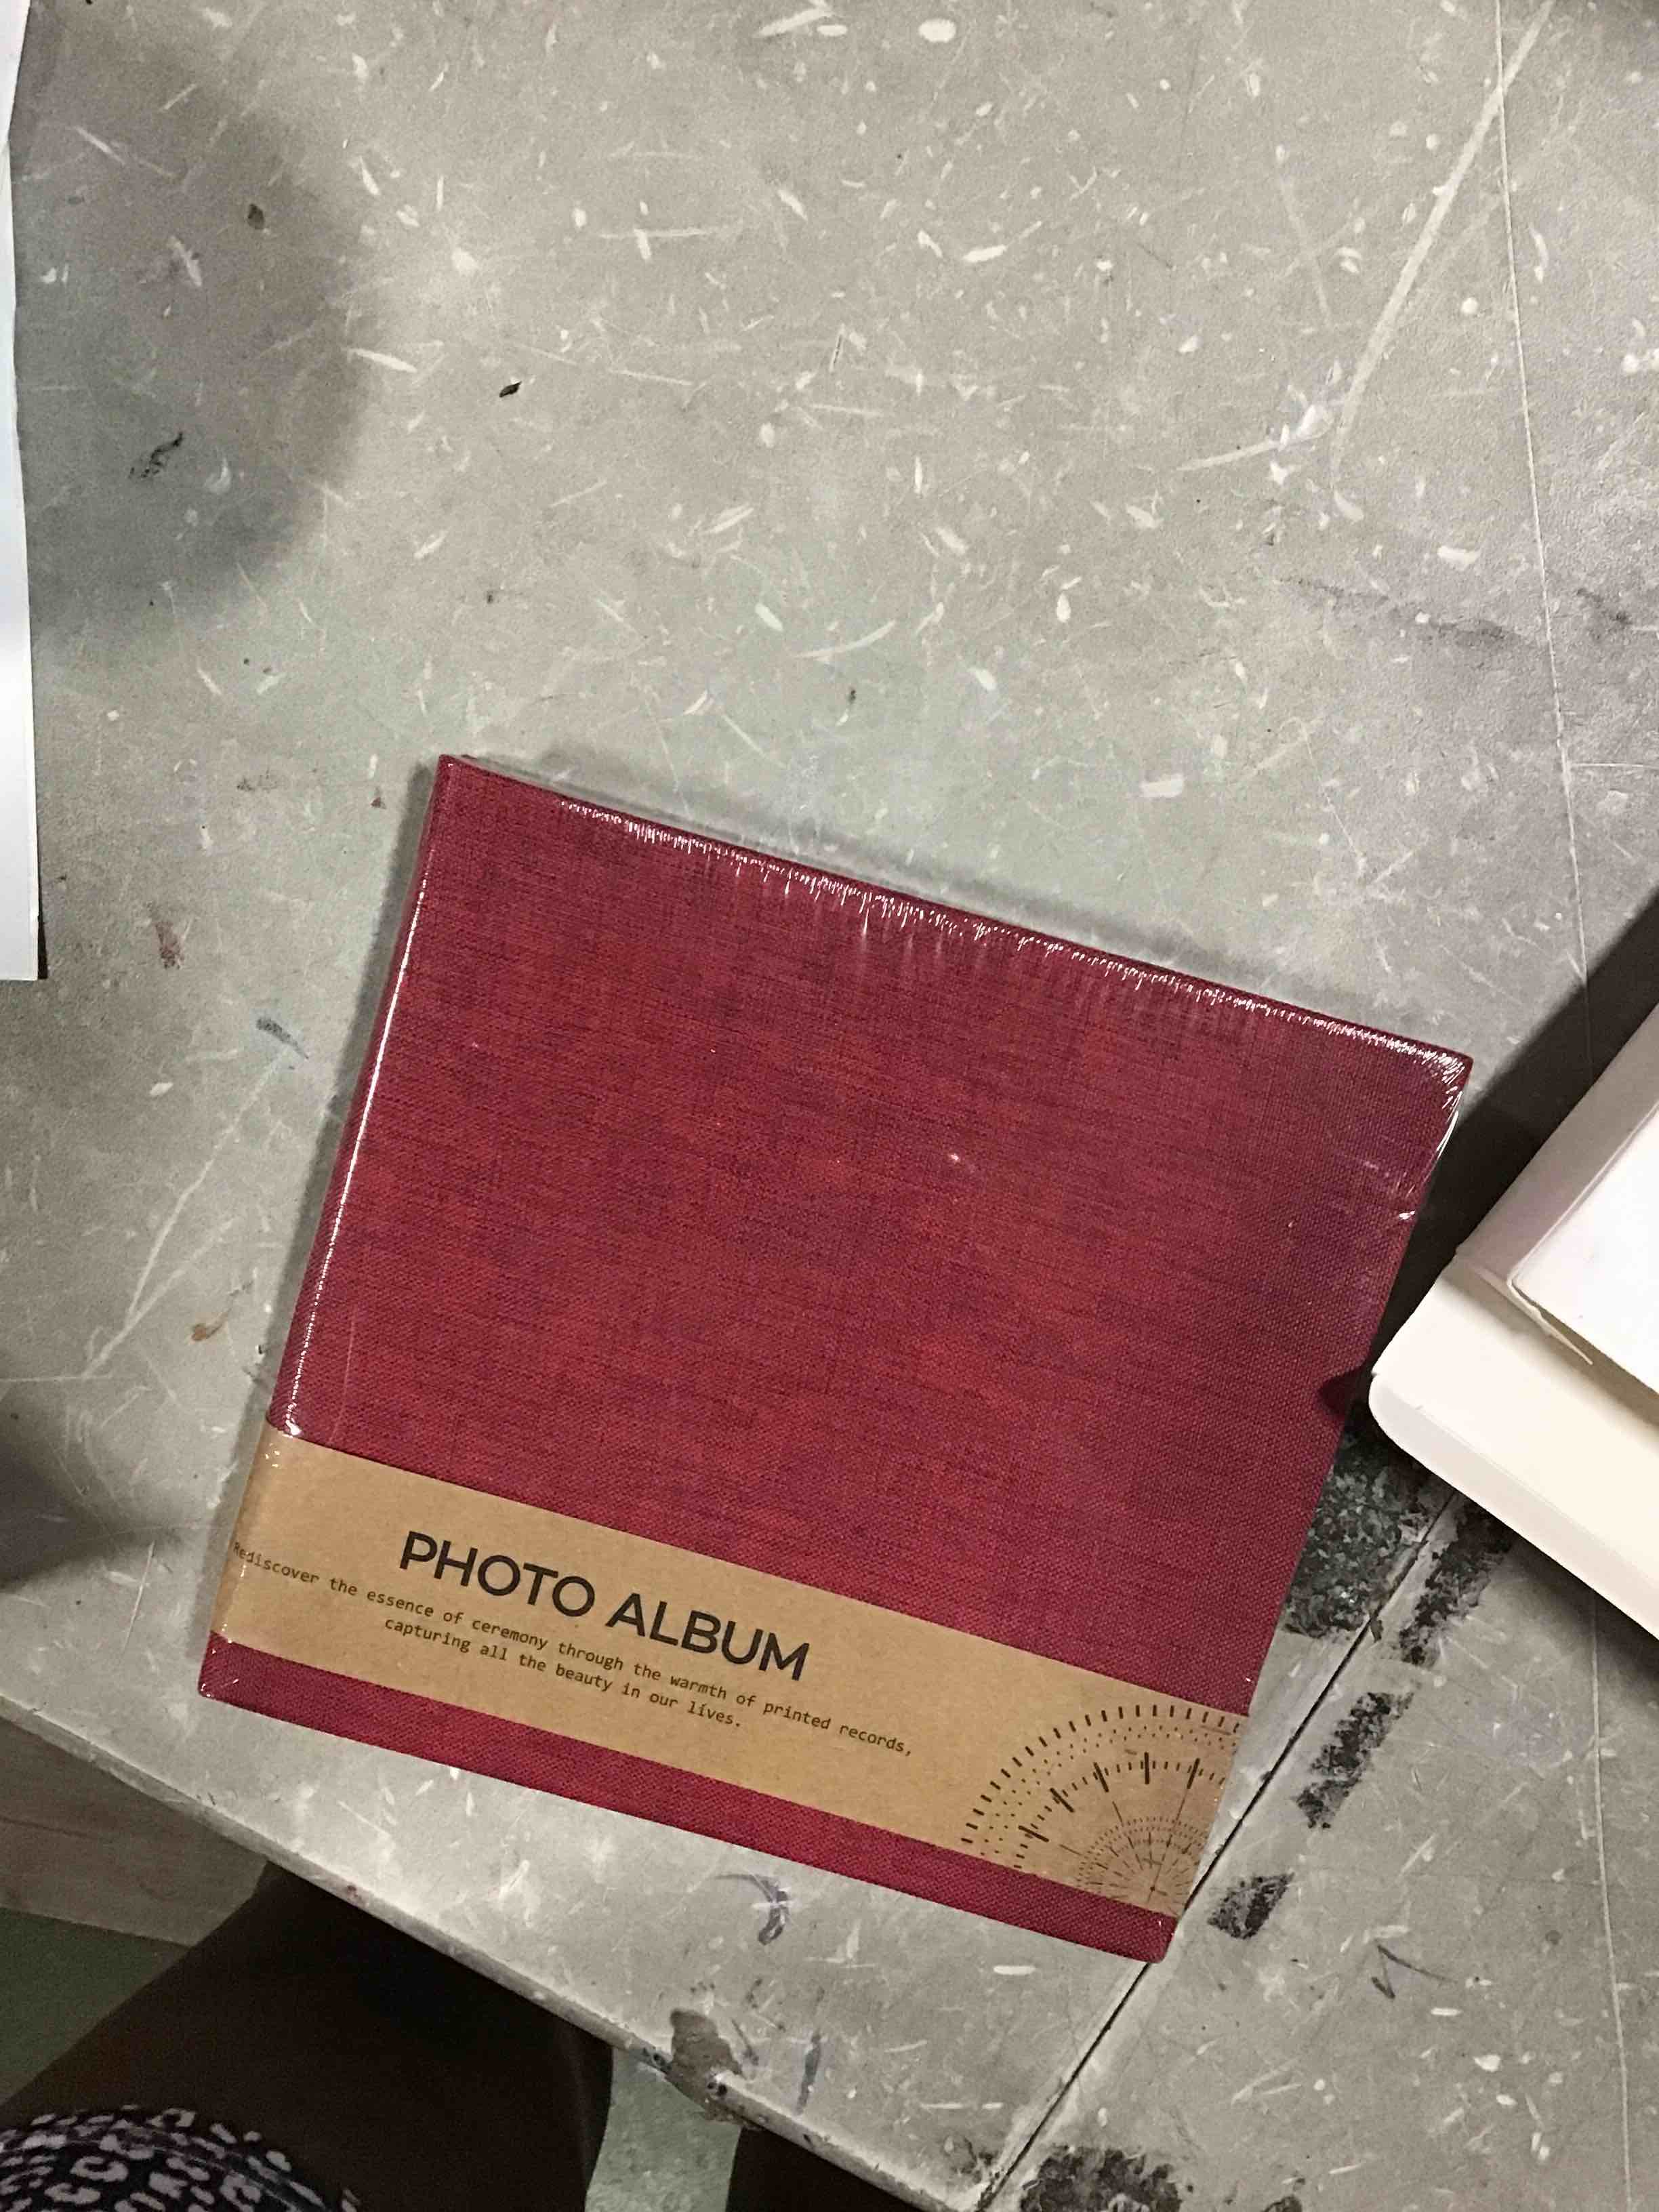 PHOTO ALBUM
Rediscover the essence of ceremony through the warmth of printed records,
capturing all the beauty in our lives.